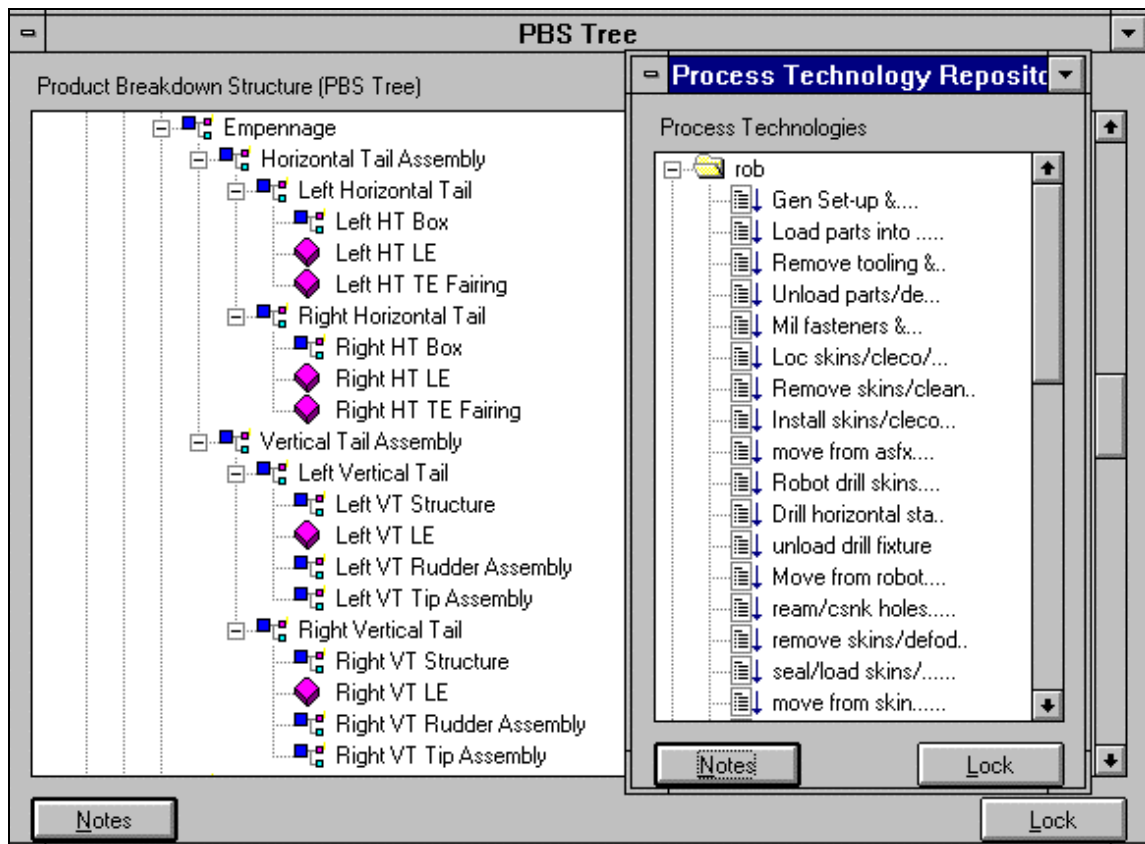 PBS Tree
Product Breakdown Structure (PBS Tree)
Empennage
Horizontal Tail Assembly
Left Horizontal Tail
Left HT Box
Left HT LE
Left HT TE Fairing
Right Horizontal Tail
Right HT Box
Right HT LE
Right HT TE Fairing
Vertical Tail Assembly
Left Vertical Tail
Left VT Structure
Left VT LE
Left VT Rudder Assembly
Left VT Tip Assembly
Right Vertical Tail
Right VT Structure
Right VT LE
Right VT Rudder Assembly
Right VT Tip Assembly
Notes
Lock
Process Technology Reposito
Process Technologies
rob
Gen Set-up &....
Load parts into .....
Remove tooling &..
Unload parts/de...
Mil fasteners &...
Loc skins/cleco/...
Remove skins/clean..
Install skins/cleco...
move from asfx....
Robot drill skins....
Drill horizontal sta..
unload drill fixture
Move from robot....
ream/csnk holes.....
remove skins/defod..
seal/load skins/......
move from skin......
Notes
Lock